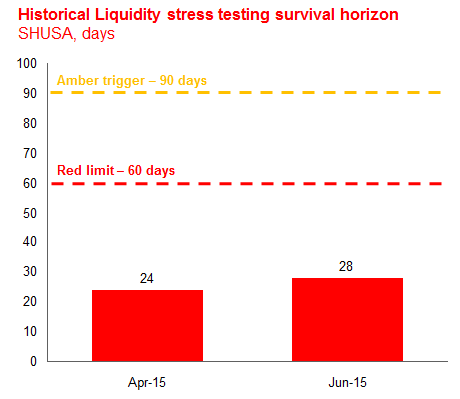 Historical Liquidity stress testing survival horizon
SHUSA, days
100
Amber trigger – 90 days
90
80
70
Red limit – 60 days
60
50
40
30
28
24
20
10
0
Apr-15 Jun-15